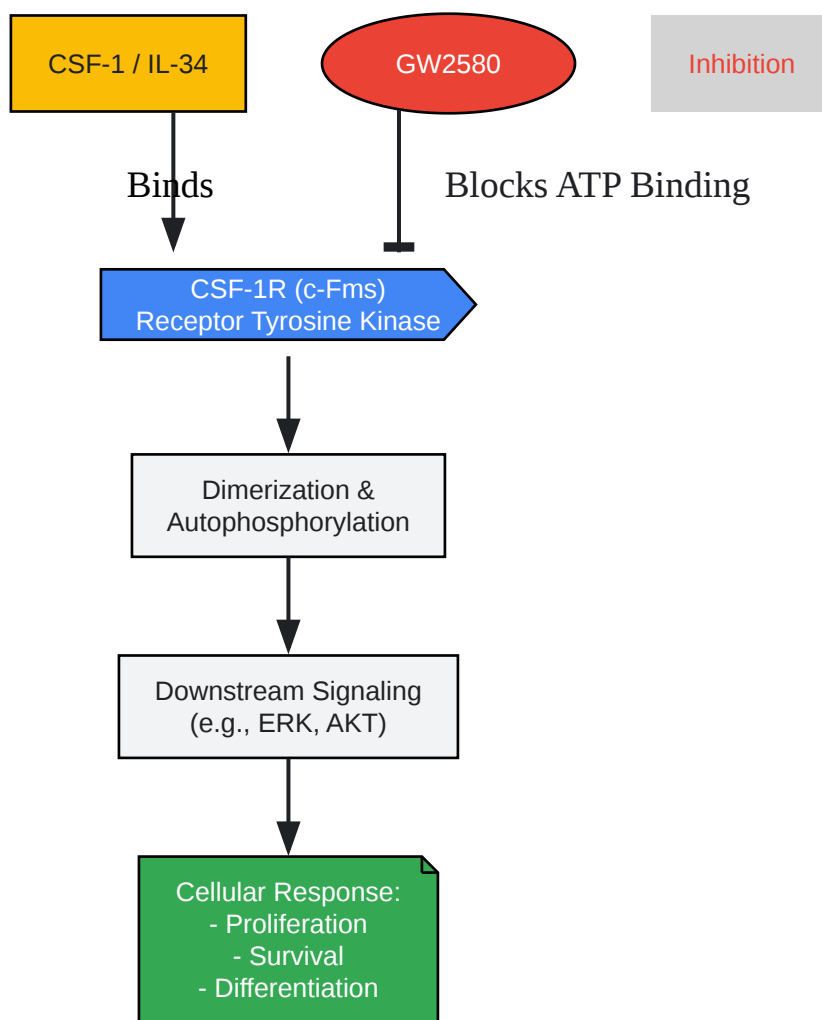 CSF-1 / IL-34
GW2580
Inhibition
Binds
Blocks ATP Binding
CSF-1R (c-Fms)
Receptor Tyrosine Kinase
Dimerization &
Autophosphorylation
Downstream Signaling
(e.g., ERK, AKT)
Cellular Response:
- Proliferation
- Survival
- Differentiation